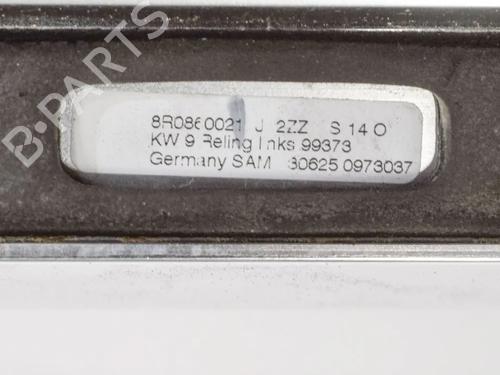 8R0860021 J 2ZZ S 14 O
KW 9 Reling links 99373
Germany SAM 30625 0973037
B-PARTS